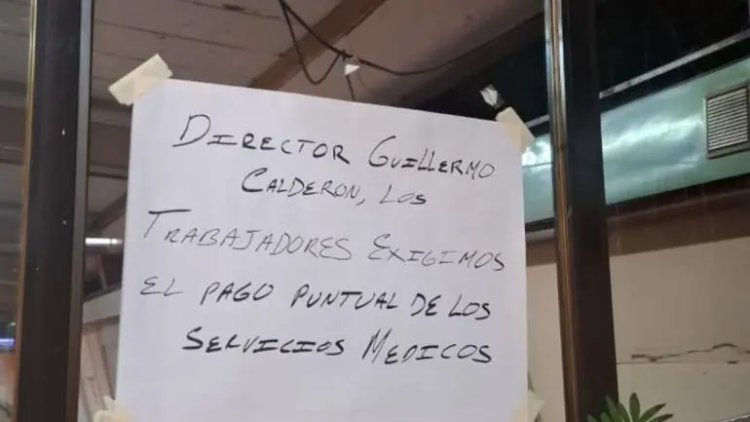 DIRECTOR GUILLERMO
CALDERON, LOS
TRABAJADORES EXIGIMOS
EL PAGO PUNTUAL DE LOS
SERVICIOS MEDICOS